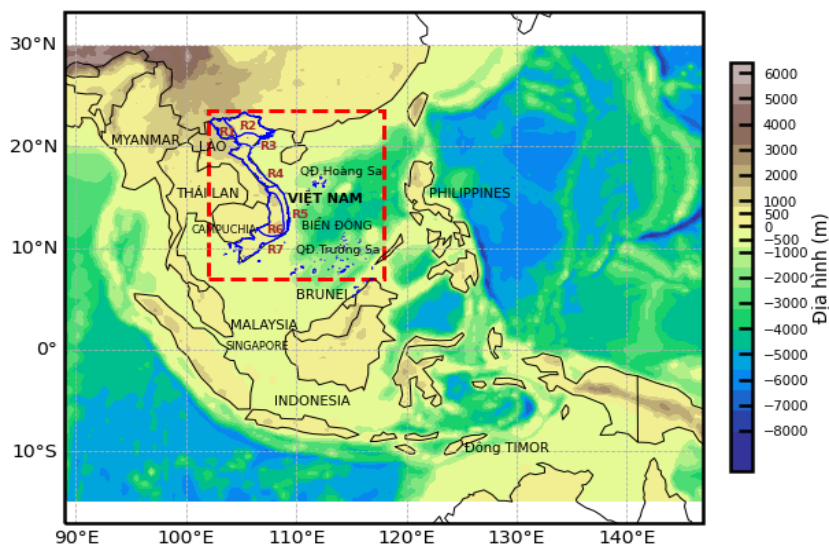 30°N
20°N
10°N
0°
10°S
90°E
100°E
110°E
120°E
130°E
140°E
R1
R2
MYANMAR
LAO
R3
QĐ.Hoàng Sa
R4
THÁI LAN
VIỆT NAM
PHILIPPINES
R5
CAMPUCHIA
R6
BIỂN ĐÔNG
R7
QĐ.Trường Sa
BRUNEI
MALAYSIA
SINGAPORE
INDONESIA
Đông TIMOR
6000
5000
4000
3000
2000
1000
500
0
−500
−1000
−2000
−3000
−4000
−5000
−6000
−7000
−8000
Địa hình (m)